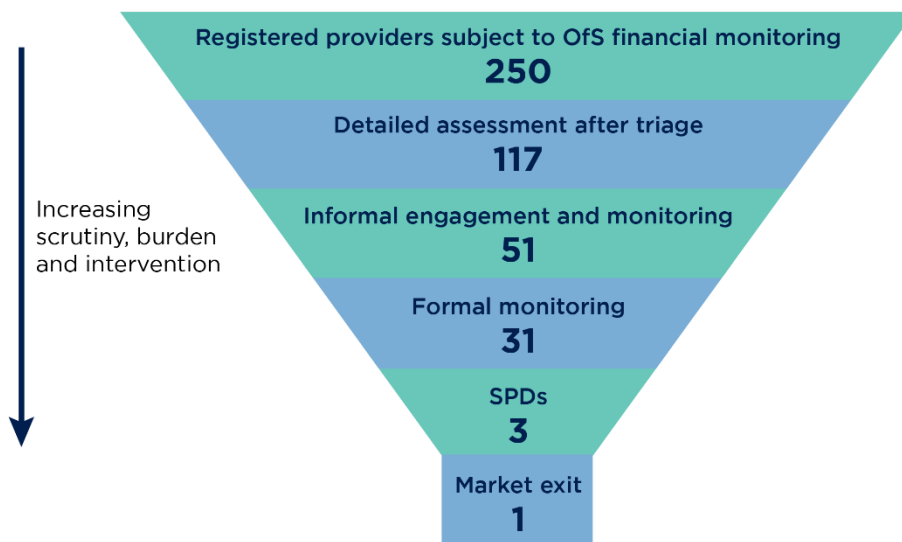 Registered providers subject to OfS financial monitoring
250
Detailed assessment after triage
117
Increasing
scrutiny, burden
and intervention
Informal engagement and monitoring
51
Formal monitoring
31
SPDs
3
Market exit
1